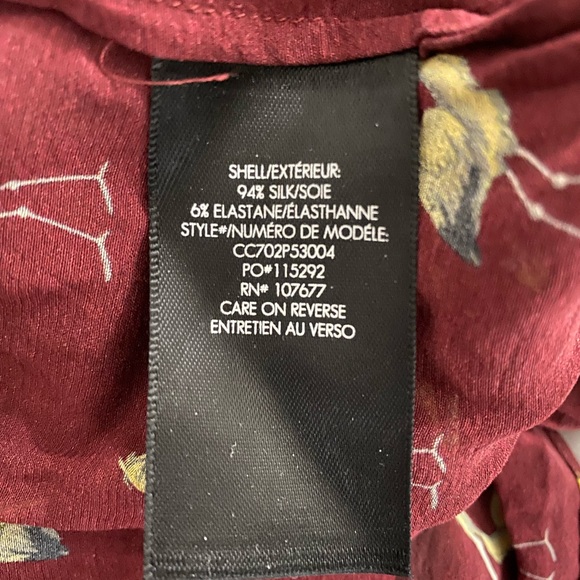 SHELL/EXTÉRIEUR:
94% SILK/SOIE
6% ELASTANE/ÉLASTHANNE
STYLE#/NUMÉRO DE MODÈLE:
CC702P53004
PO#115292
RN# 107677
CARE ON REVERSE
ENTRETIEN AU VERSO